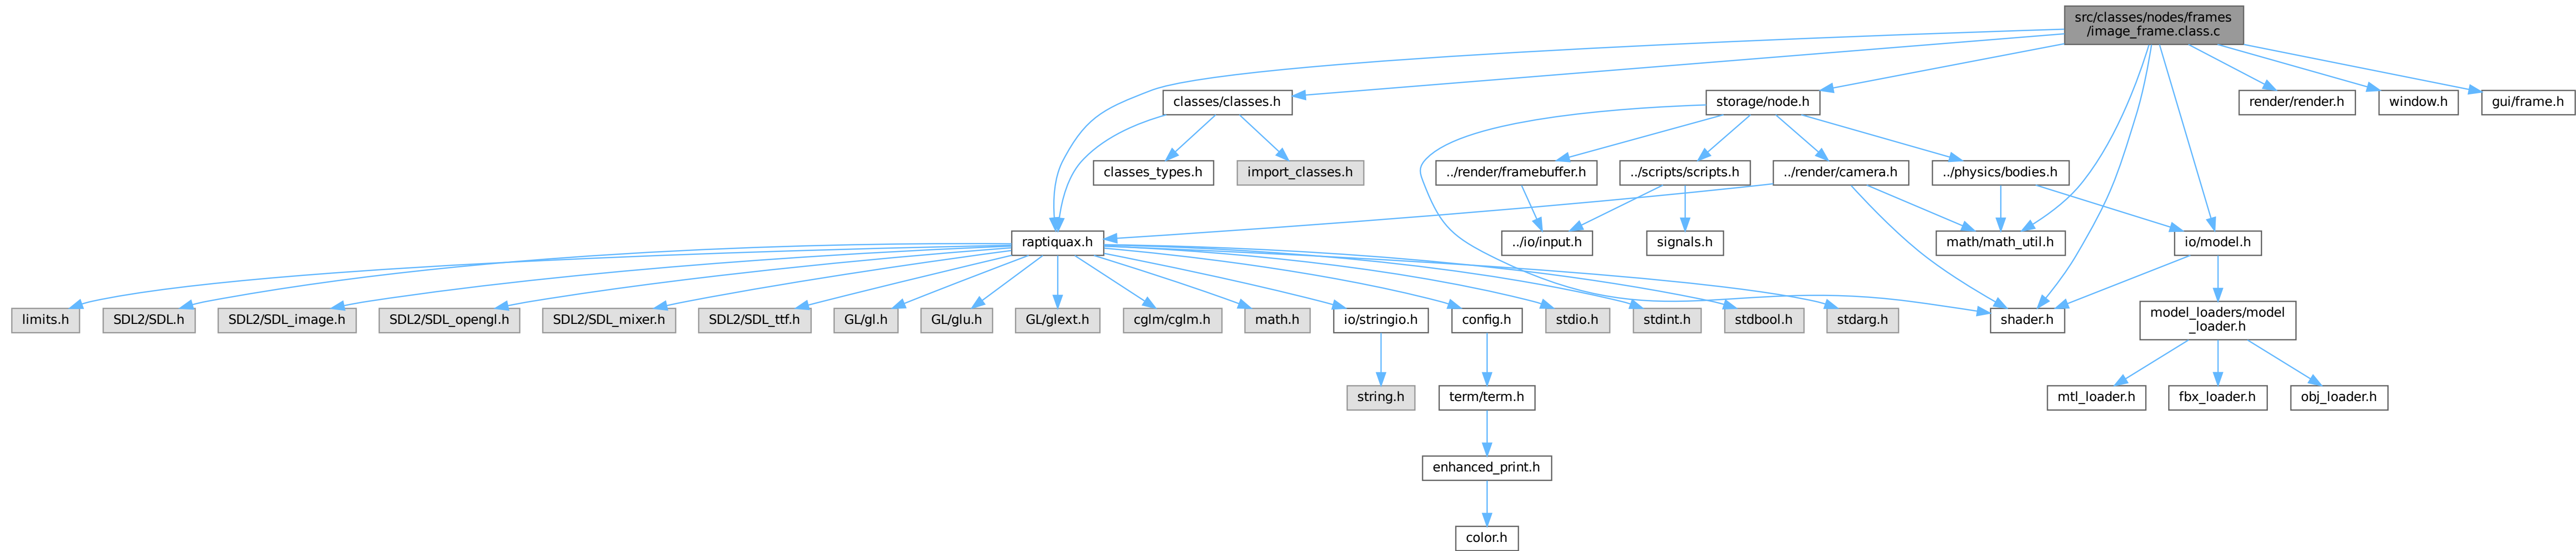 src/classes/nodes/frames
/image_frame.class.c
classes/classes.h
storage/node.h
render/render.h
window.h
gui/frame.h
classes_types.h
import_classes.h
../render/framebuffer.h
../scripts/scripts.h
../render/camera.h
../physics/bodies.h
raptiquax.h
../io/input.h
signals.h
math/math_util.h
io/model.h
limits.h
SDL2/SDL.h
SDL2/SDL_image.h
SDL2/SDL_opengl.h
SDL2/SDL_mixer.h
SDL2/SDL_ttf.h
GL/gl.h
GL/glu.h
GL/glext.h
cglm/cglm.h
math.h
io/stringio.h
config.h
stdio.h
stdint.h
stdbool.h
stdarg.h
shader.h
model_loaders/model
_loader.h
string.h
term/term.h
mtl_loader.h
fbx_loader.h
obj_loader.h
enhanced_print.h
color.h